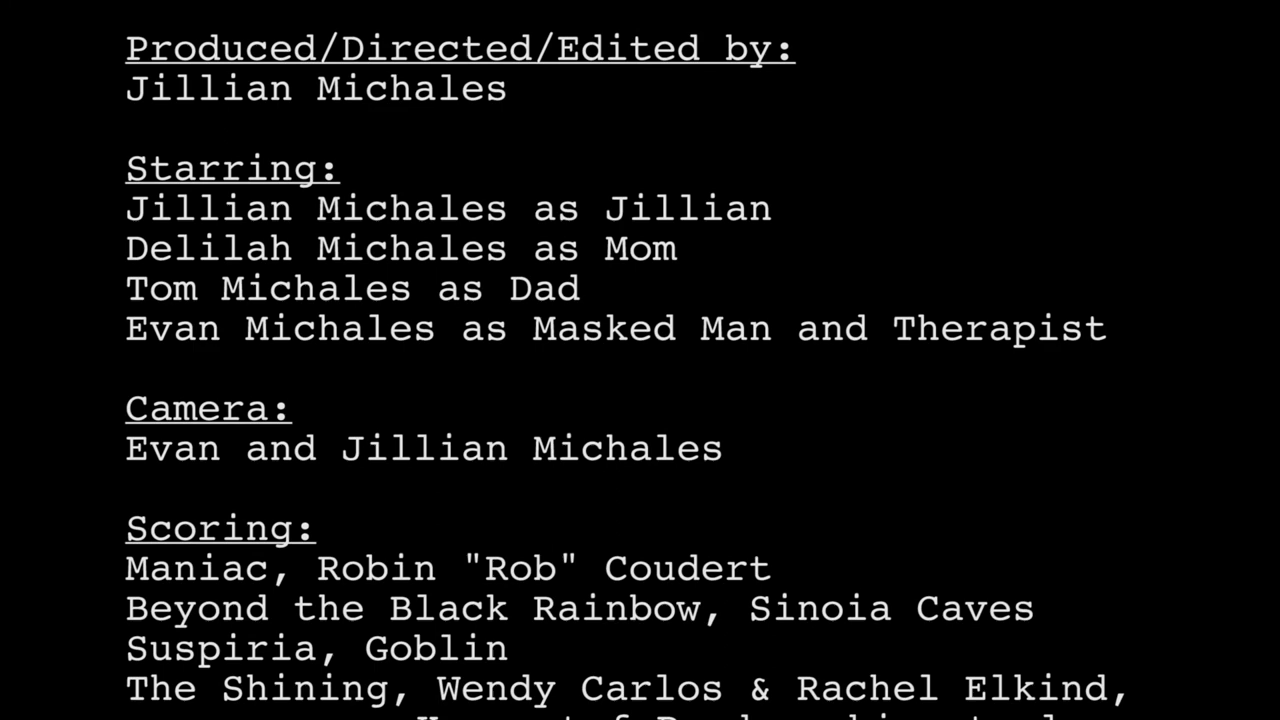 Produced/Directed/Edited by:
Jillian Michales
Starring:
Jillian Michales as Jillian
Delilah Michales as Mom
Tom Michales as Dad
Evan Michales as Masked Man and Therapist
Camera:
Evan and Jillian Michales
Scoring:
Maniac, Robin "Rob" Coudert
Beyond the Black Rainbow, Sinoia Caves
Suspiria, Goblin
The Shining, Wendy Carlos & Rachel Elkind,